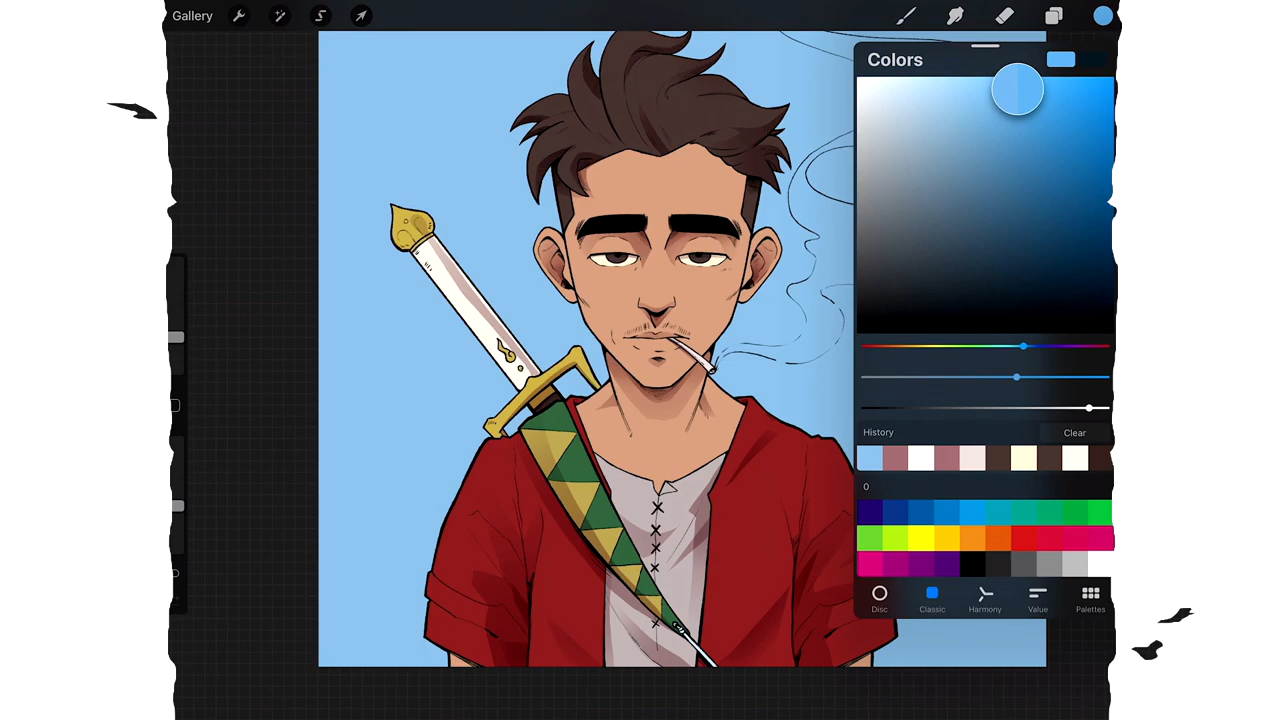 Gallery
Colors
History
Clear
0
Disc
Classic
Harmony
Value
Palettes